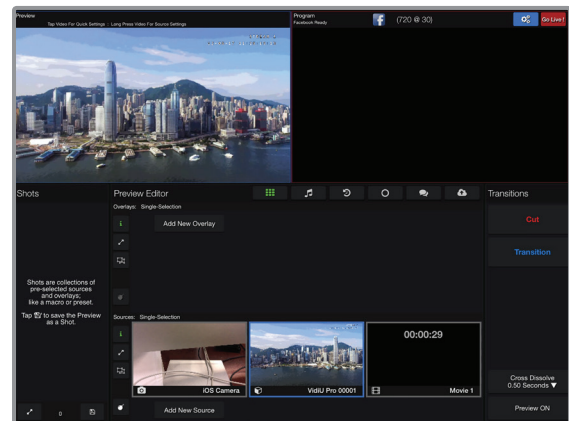 Preview
Tap Video For Quick Settings : Long Press Video For Source Settings
Program
Facebook Ready
(720 @ 30)
Go Live!
Shots
Preview Editor
Transitions
Overlays: Single-Selection
Add New Overlay
Cut
Transition
Shots are collections of
pre-selected sources
and overlays;
like a macro or preset.
Tap to save the Preview
as a Shot.
Sources: Single-Selection
00:00:29
iOS Camera
VidiU Pro 00001
Movie 1
Cross Dissolve
0.50 Seconds ▼
0
Add New Source
Preview ON